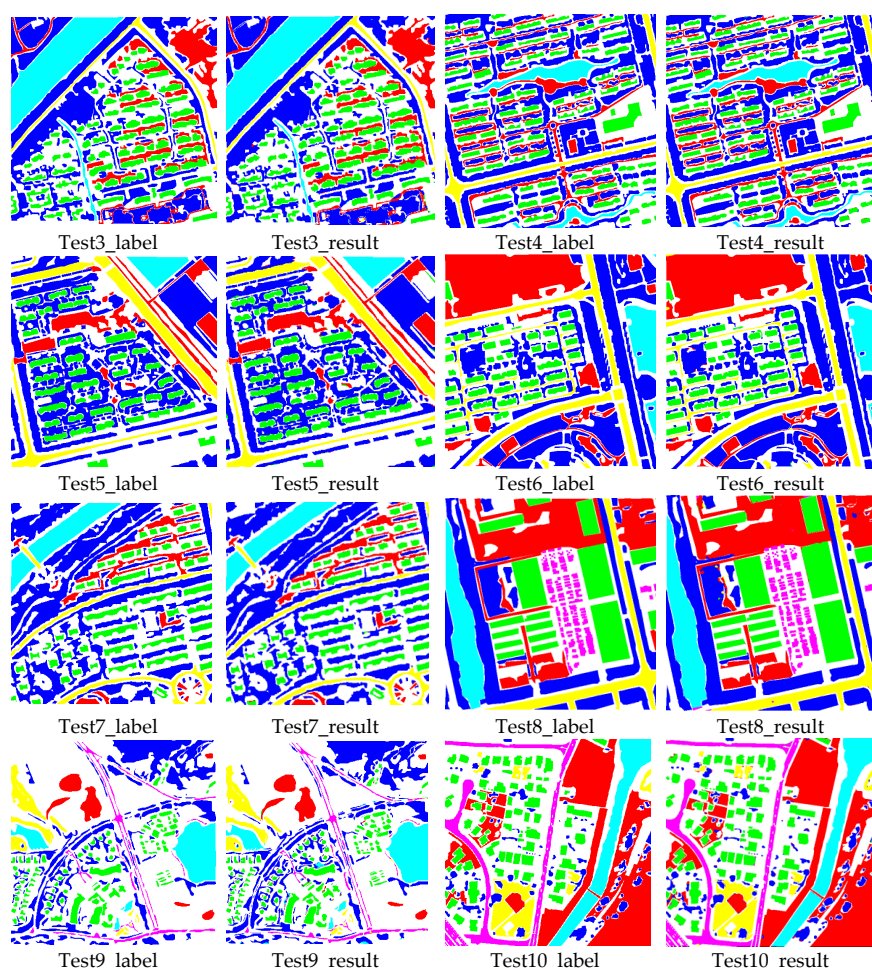 Test3_label Test3_result Test4_label Test4_result
Test5_label Test5_result Test6_label Test6_result
Test7_label Test7_result Test8_label Test8_result
Test9_label Test9_result Test10_label Test10_result